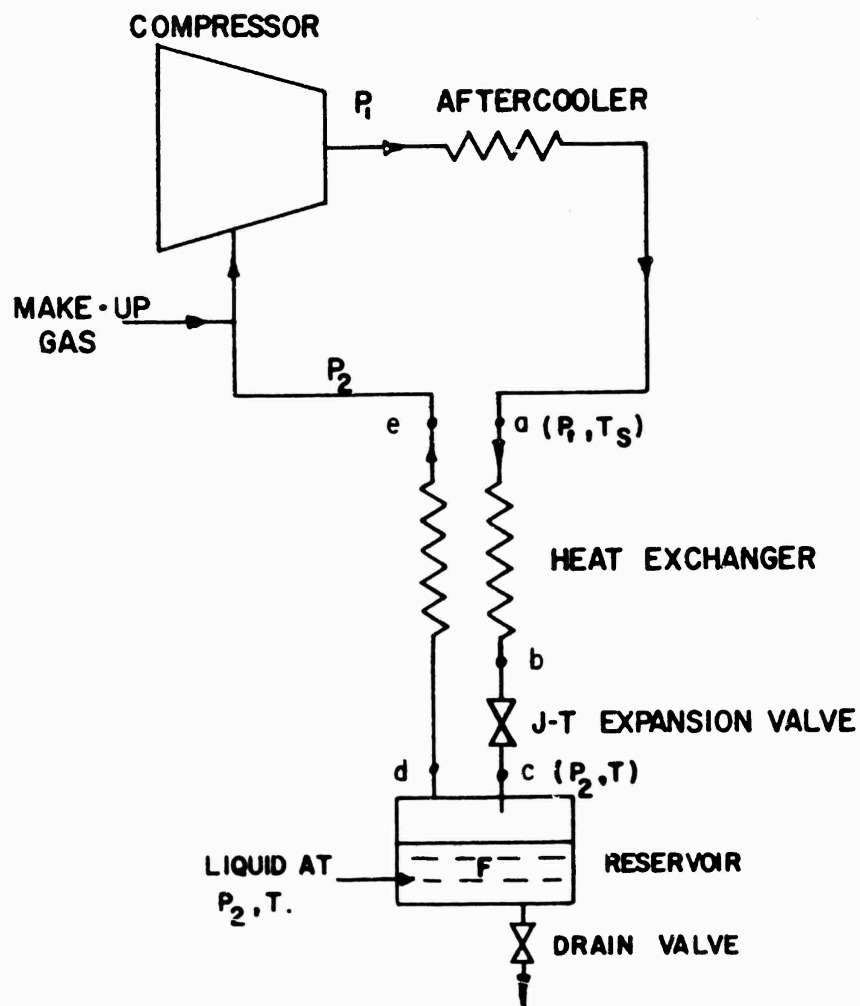 COMPRESSOR
P₁
AFTERCOOLER
MAKE-UP
GAS
P₂
e
a (P₁, T_S)
HEAT EXCHANGER
b
J-T EXPANSION VALVE
d
c (P₂, T)
LIQUID AT
P₂, T.
F
RESERVOIR
DRAIN VALVE